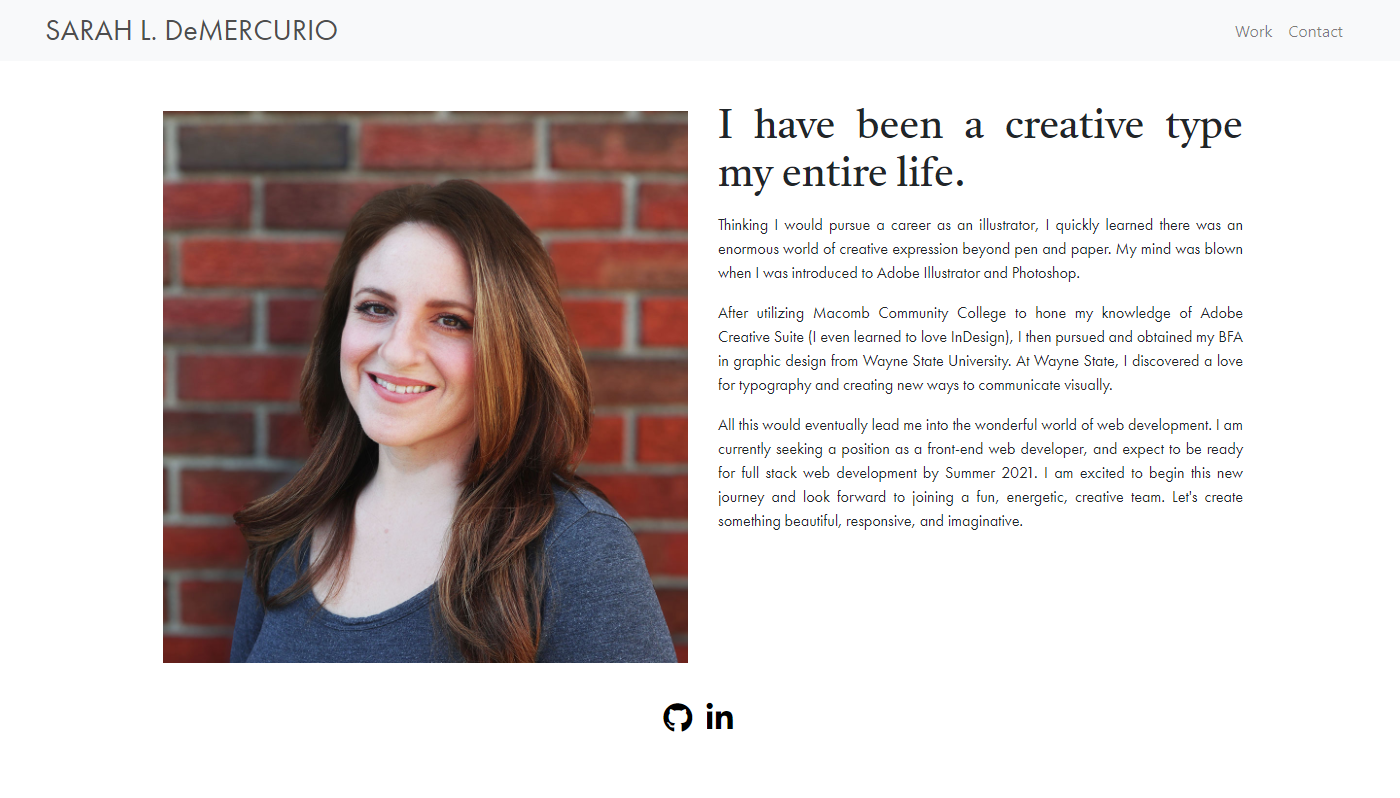 SARAH L. DeMERCURIO
Work Contact
I have been a creative type
my entire life.
Thinking I would pursue a career as an illustrator, I quickly learned there was an
enormous world of creative expression beyond pen and paper. My mind was blown
when I was introduced to Adobe Illustrator and Photoshop.
After utilizing Macomb Community College to hone my knowledge of Adobe
Creative Suite (I even learned to love InDesign), I then pursued and obtained my BFA
in graphic design from Wayne State University. At Wayne State, I discovered a love
for typography and creating new ways to communicate visually.
All this would eventually lead me into the wonderful world of web development. I am
currently seeking a position as a front-end web developer, and expect to be ready
for full stack web development by Summer 2021. I am excited to begin this new
journey and look forward to joining a fun, energetic, creative team. Let's create
something beautiful, responsive, and imaginative.
in